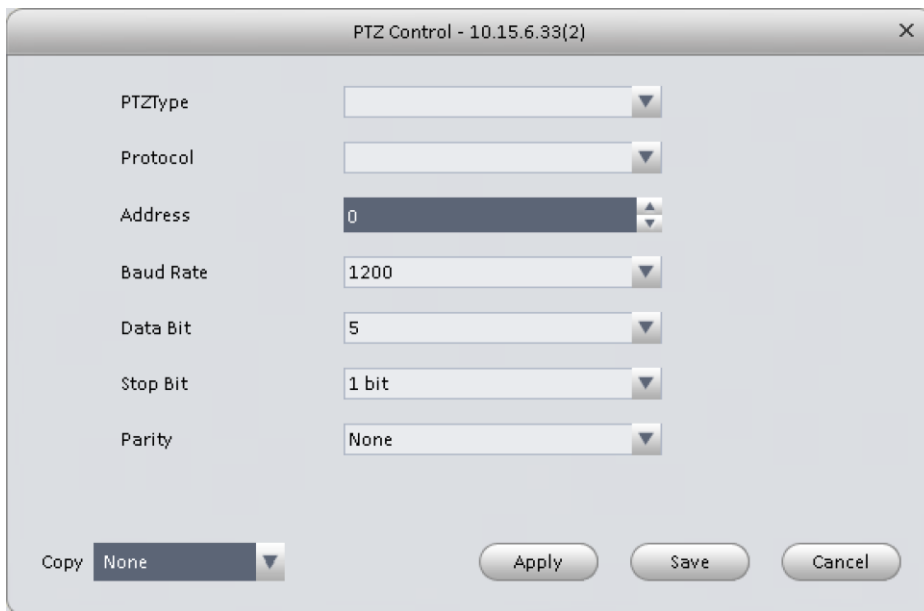 PTZ Control - 10.15.6.33(2)
PTZType
Protocol
Address 0
Baud Rate 1200
Data Bit 5
Stop Bit 1 bit
Parity None
Copy None Apply Save Cancel